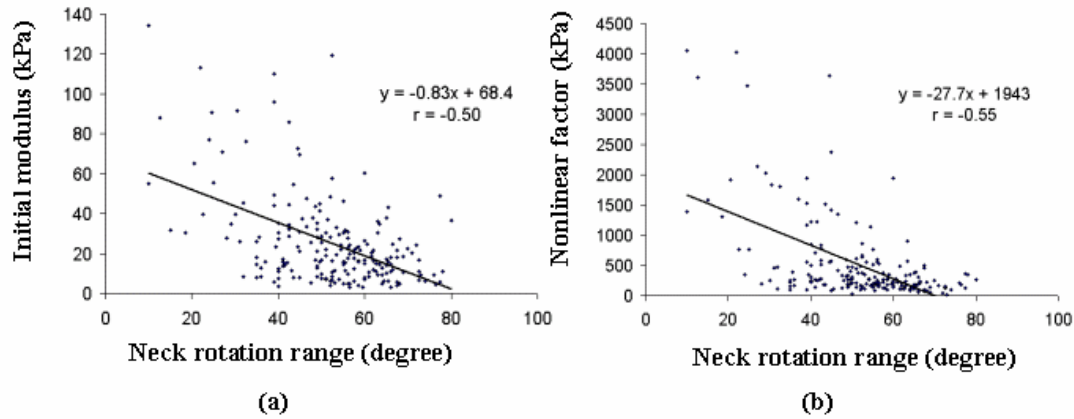 Initial modulus (kPa)
140
120
100
80
60
40
20
0
y = -0.83x + 68.4
r = -0.50
0 20 40 60 80 100
Neck rotation range (degree)
(a)
Nonlinear factor (kPa)
4500
4000
3500
3000
2500
2000
1500
1000
500
0
y = -27.7x + 1943
r = -0.55
0 20 40 60 80 100
Neck rotation range (degree)
(b)